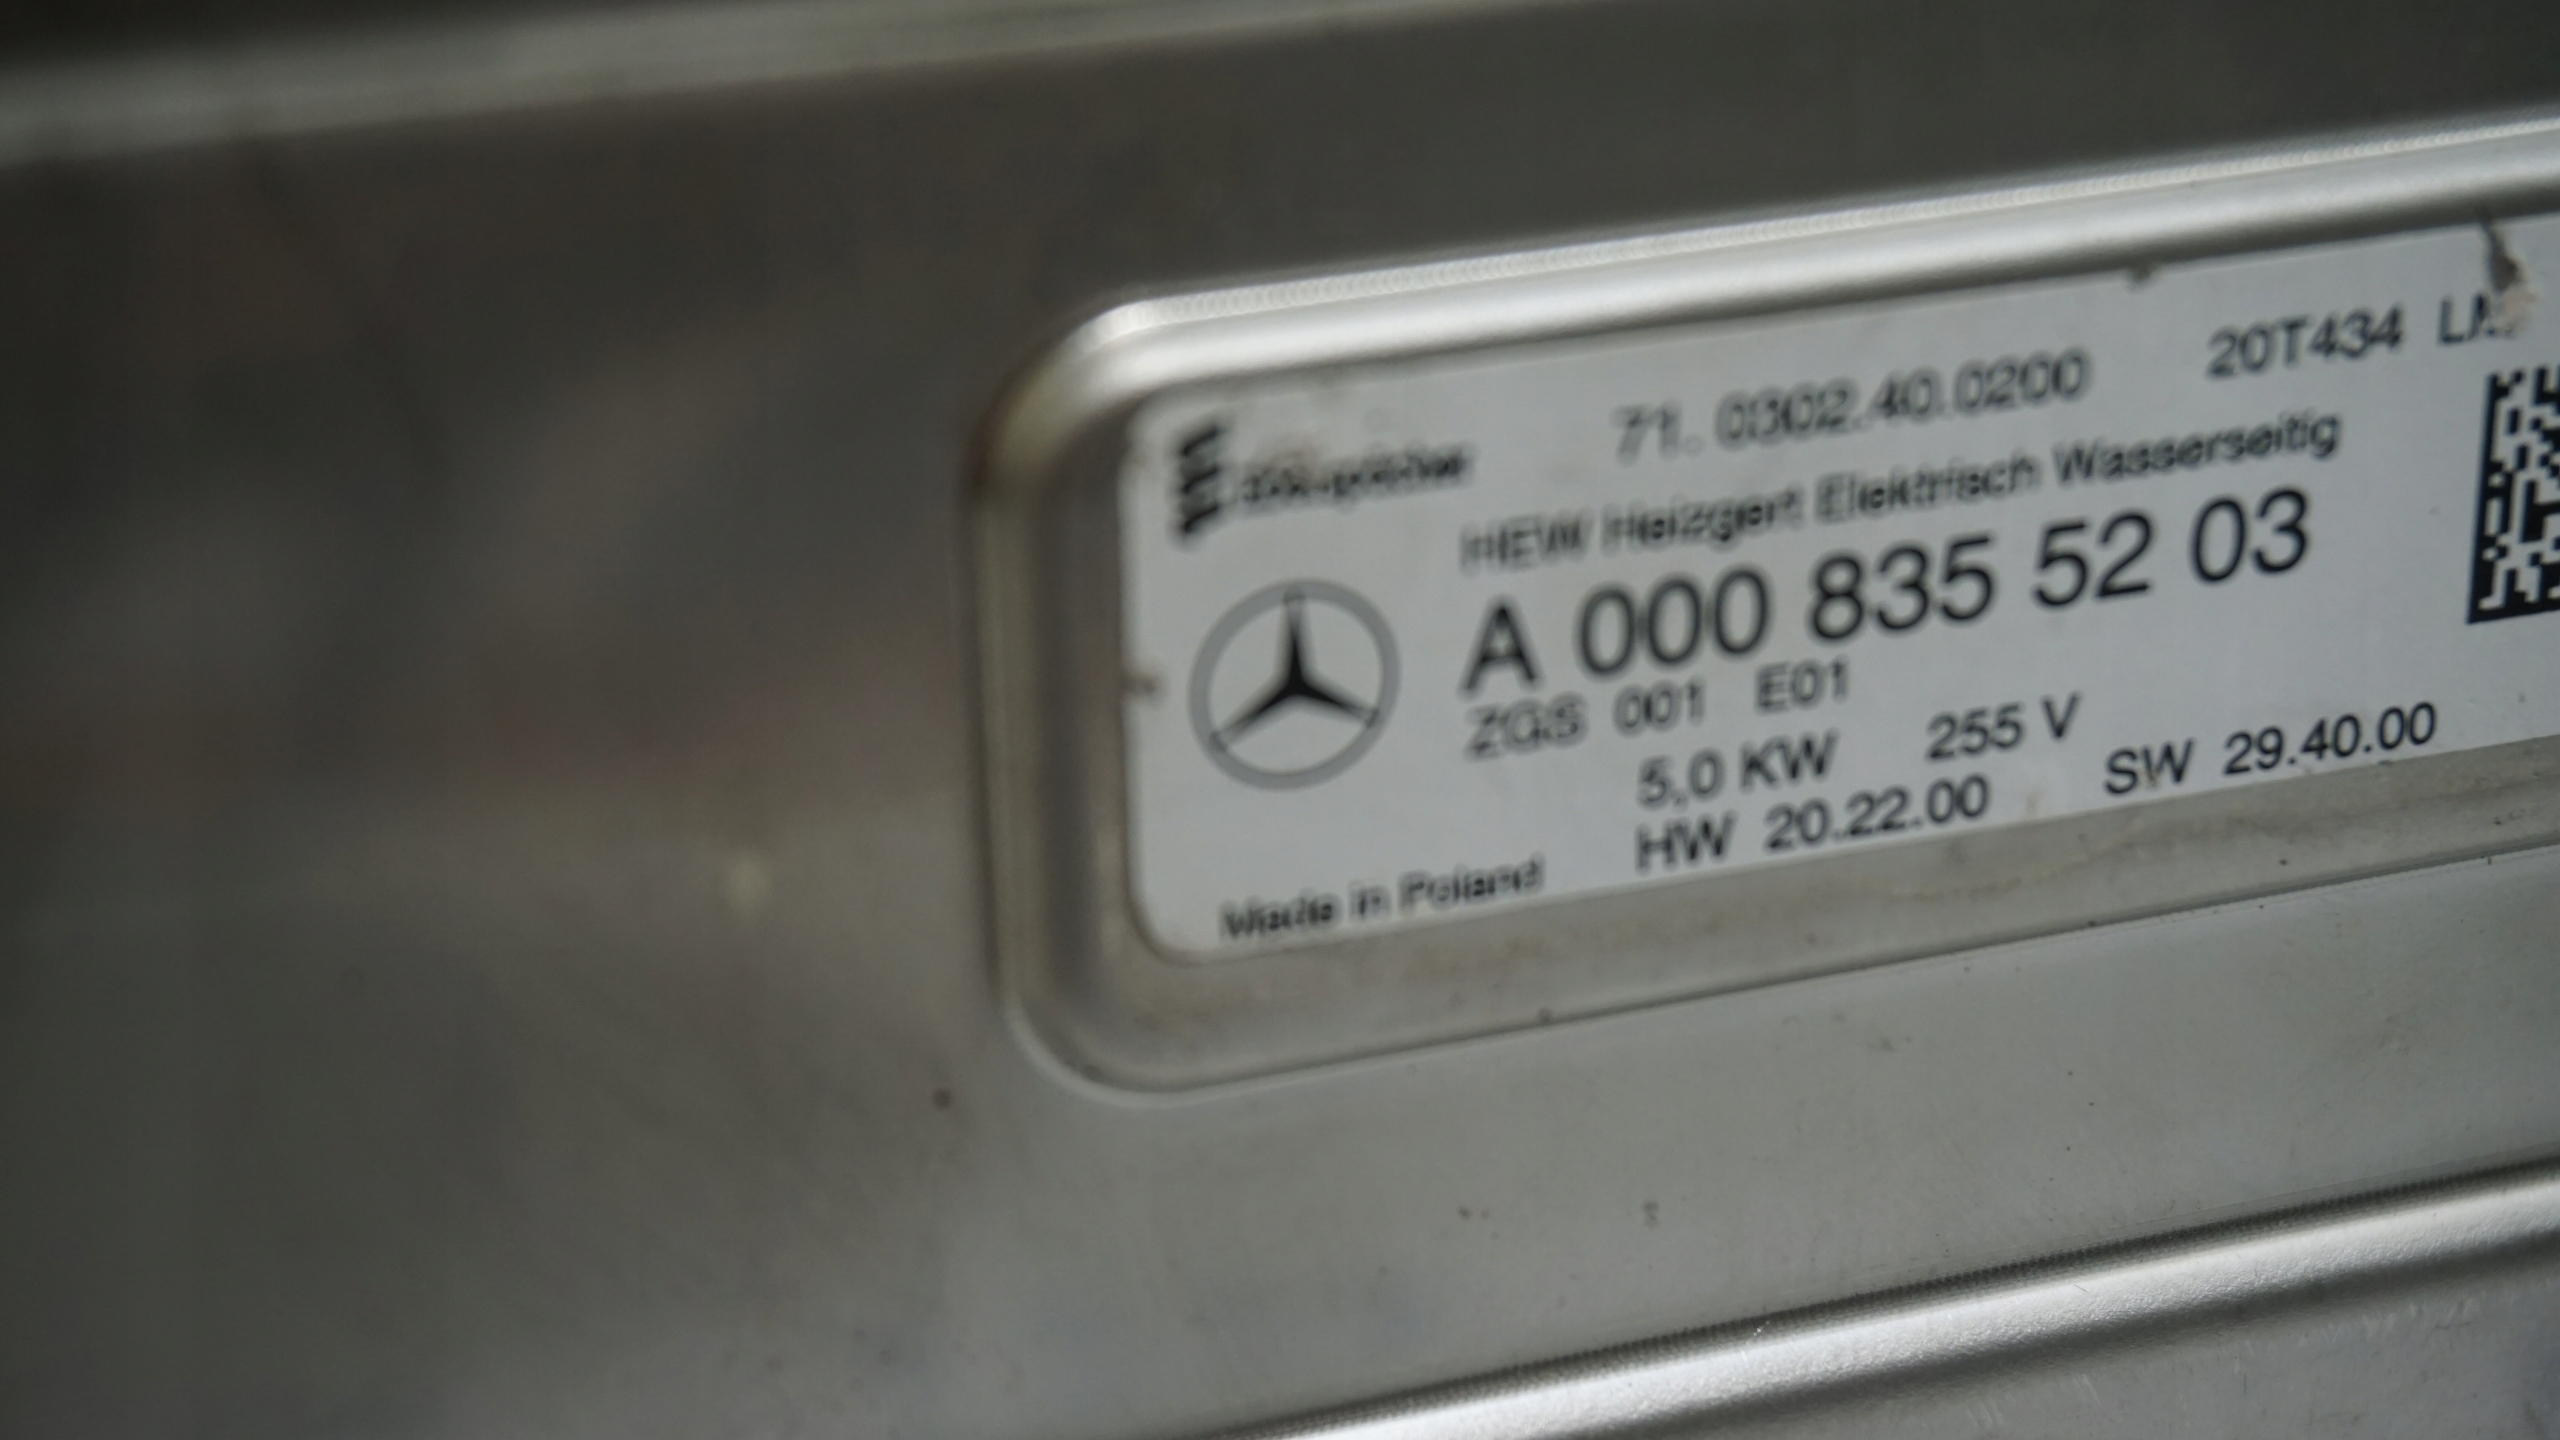 71.0302.40.0200 20T434
HEW Heizgert Elektrisch Wasserseitig
A 000 835 52 03
ZGS 001 E01
5,0 KW 255 V
HW 20.22.00 SW 29.40.00
Made in Poland